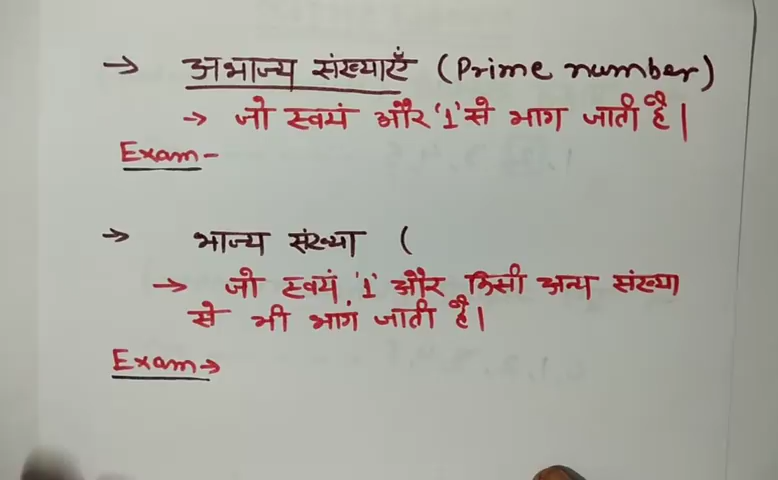 → अभाज्य संख्याएँ (Prime number)
→ जो स्वयं और '1' से भाग जाती है।
Exam-
→ भाज्य संख्या (
→ जो स्वयं, '1' और किसी अन्य संख्या
से भी भाग जाती है।
Exam→